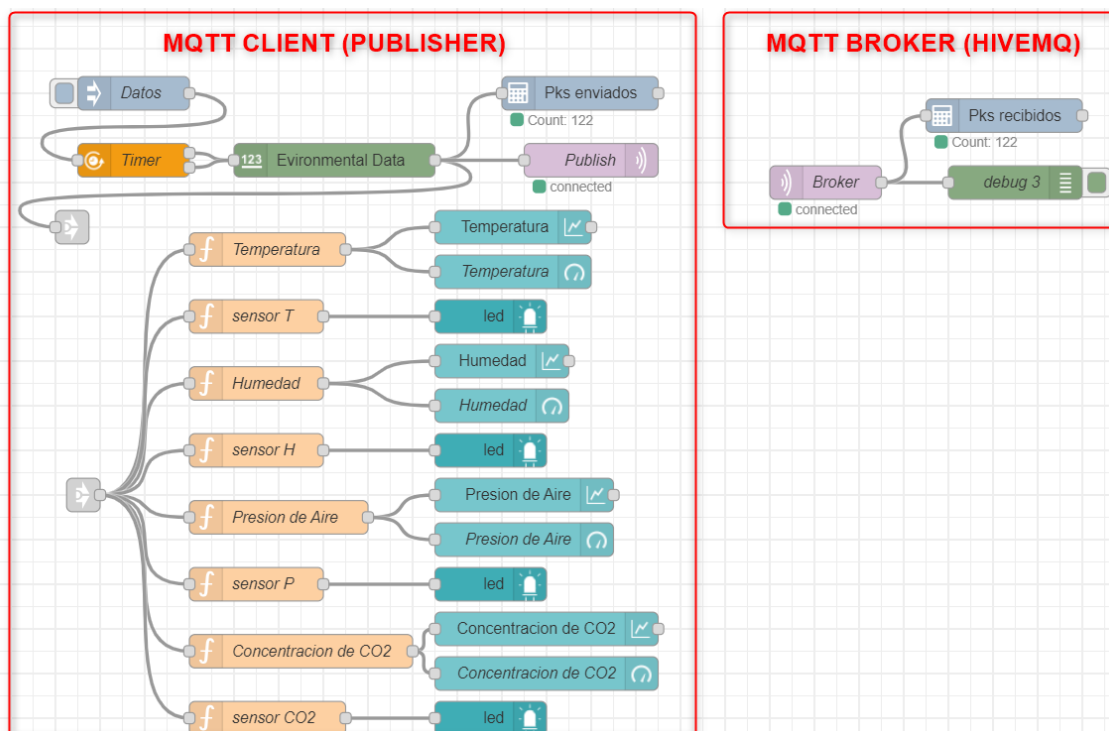 MQTT CLIENT (PUBLISHER)
Datos
Pks enviados
Count: 122
Timer
123
Evironmental Data
Publish
connected
Temperatura
Temperatura
Temperatura
sensor T
led
Humedad
Humedad
Humedad
sensor H
led
Presion de Aire
Presion de Aire
Presion de Aire
sensor P
led
Concentracion de CO2
Concentracion de CO2
Concentracion de CO2
sensor CO2
led
MQTT BROKER (HIVEMQ)
Pks recibidos
Count: 122
Broker
connected
debug 3